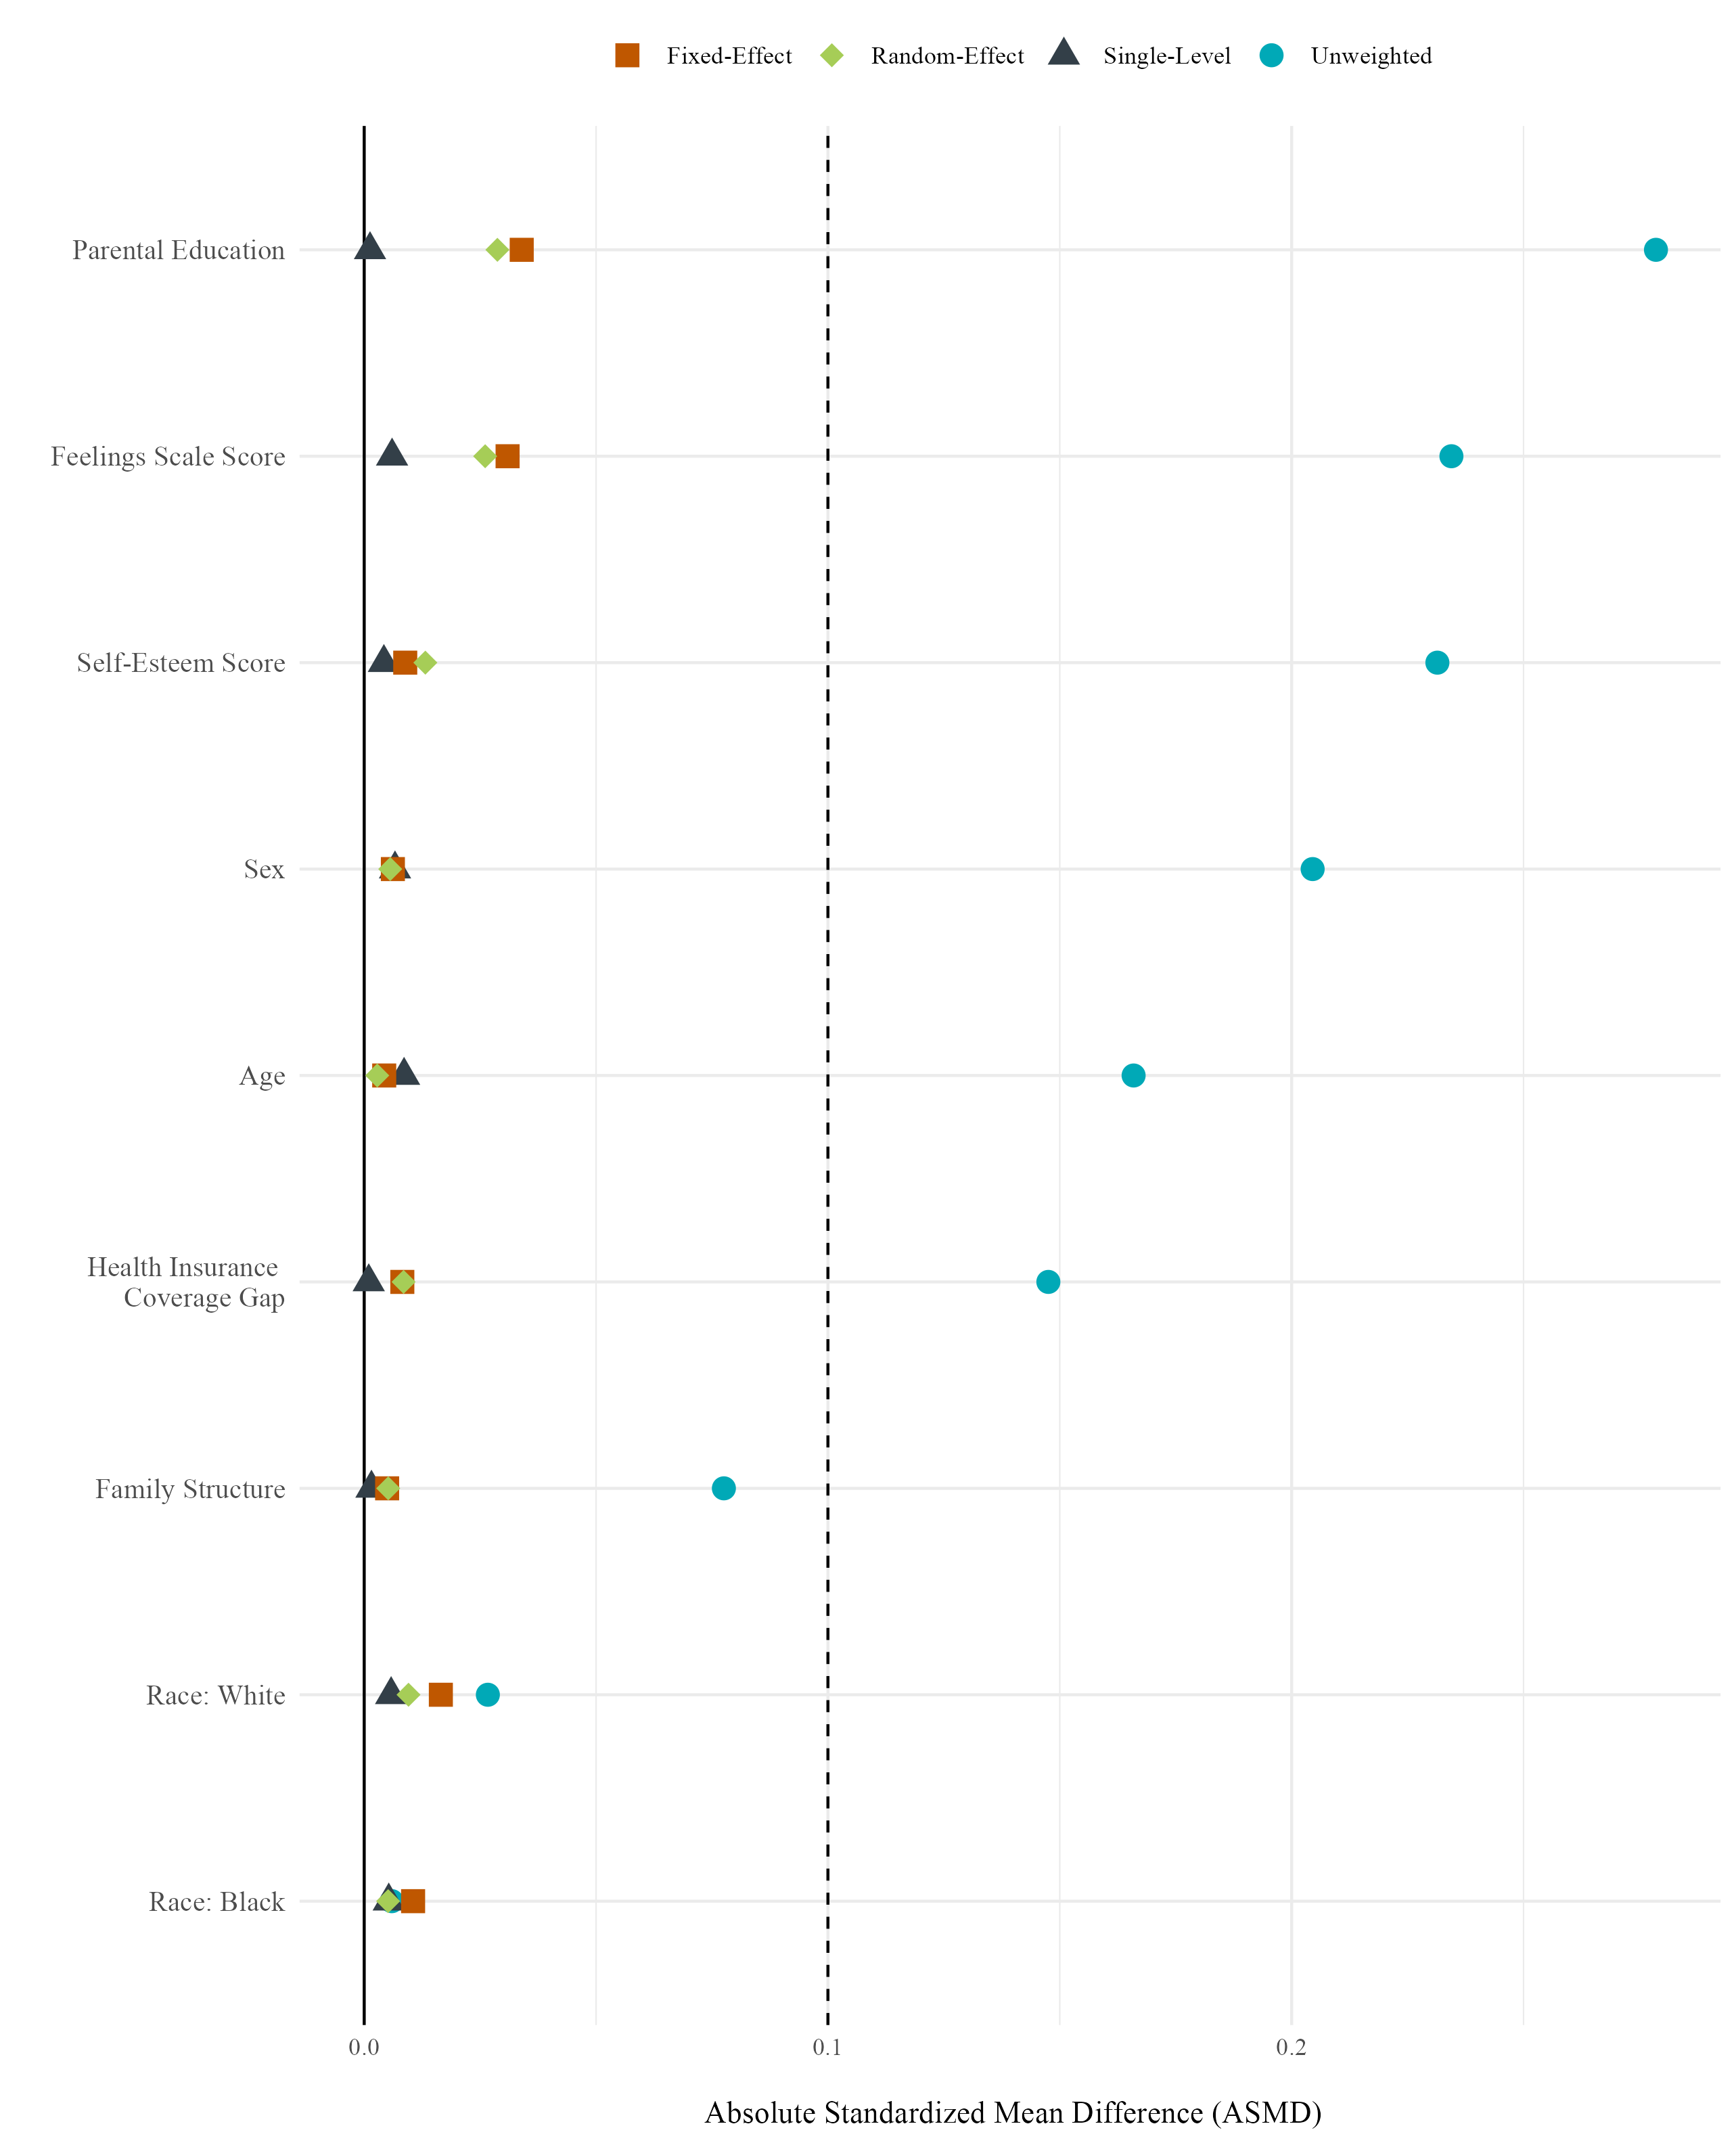 Fixed-Effect Random-Effect Single-Level Unweighted
Parental Education
Feelings Scale Score
Self-Esteem Score
Sex
Age
Health Insurance
Coverage Gap
Family Structure
Race: White
Race: Black
0.0 0.1 0.2
Absolute Standardized Mean Difference (ASMD)